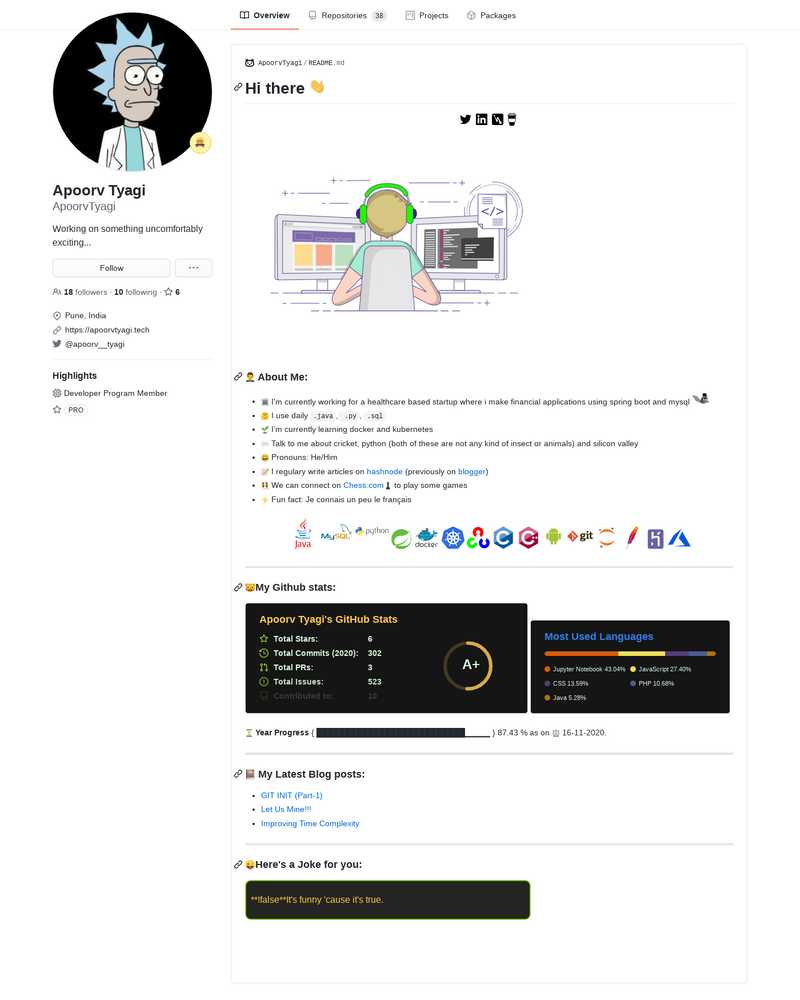 Overview Repositories 38 Projects Packages
Apoorv Tyagi
ApoorvTyagi
Working on something uncomfortably
exciting...
Follow
18 followers · 10 following · 6
Pune, India
https://apoorvtyagi.tech
@apoorv__tyagi
Highlights
Developer Program Member
PRO
ApoorvTyagi / README.md
Hi there
</>
About Me:
I'm currently working for a healthcare based startup where i make financial applications using spring boot and mysql
I use daily .java , .py , .sql
I'm currently learning docker and kubernetes
Talk to me about cricket, python (both of these are not any kind of insect or animals) and silicon valley
Pronouns: He/Him
I regulary write articles on hashnode (previously on blogger)
We can connect on Chess.com to play some games
Fun fact: Je connais un peu le français
Java MySQL python docker C C++ git
My Github stats:
Apoorv Tyagi's GitHub Stats
Total Stars: 6
Total Commits (2020): 302
Total PRs: 3
Total Issues: 523
Contributed to: 10
A+
Most Used Languages
Jupyter Notebook 43.04% JavaScript 27.40%
CSS 13.59% PHP 10.68%
Java 5.28%
Year Progress { } 87.43 % as on 16-11-2020.
My Latest Blog posts:
GIT INIT (Part-1)
Let Us Mine!!!
Improving Time Complexity
Here's a Joke for you:
**!false**It's funny 'cause it's true.